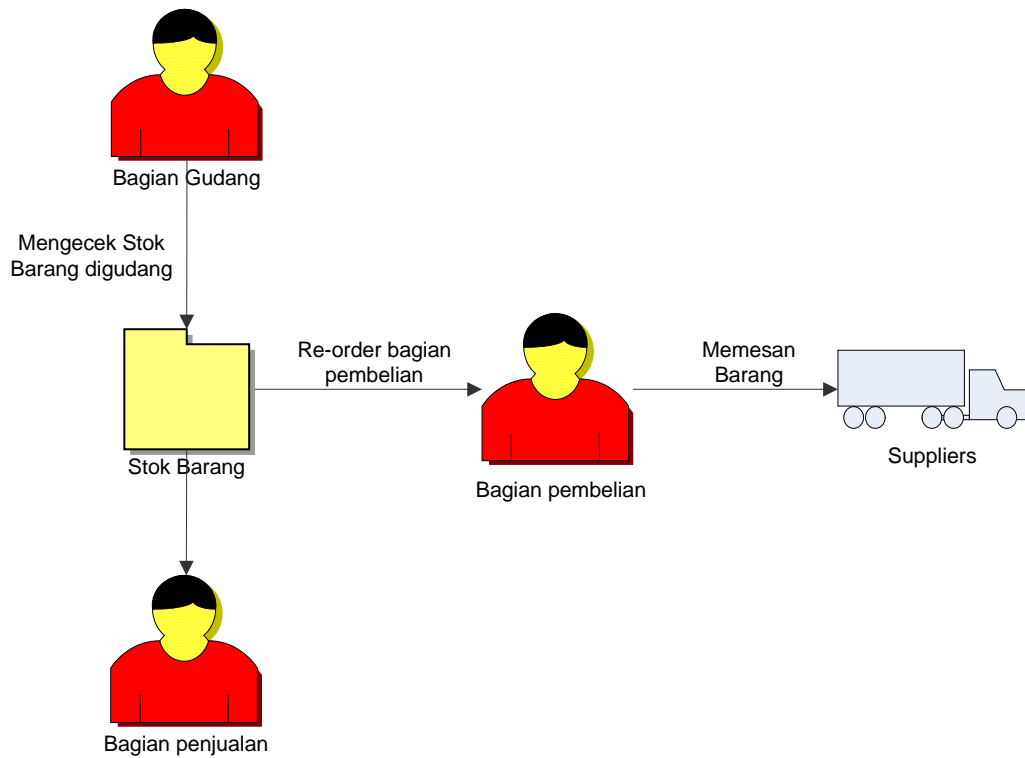 Bagian Gudang
Mengecek Stok
Barang digudang
Re-order bagian
pembelian
Memesan
Barang
Stok Barang
Bagian pembelian
Suppliers
Bagian penjualan